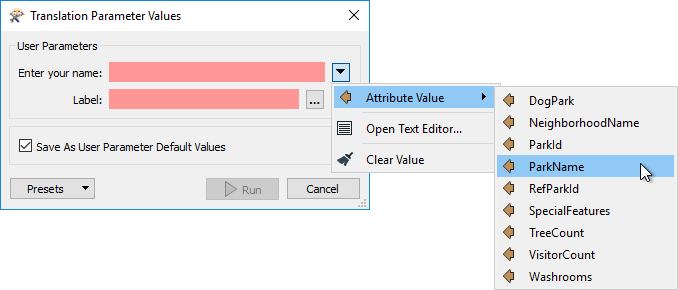 Translation Parameter Values
User Parameters
Enter your name:
Label:
...
Save As User Parameter Default Values
Presets
Run
Cancel
Attribute Value
Open Text Editor...
Clear Value
DogPark
NeighborhoodName
ParkId
ParkName
RefParkId
SpecialFeatures
TreeCount
VisitorCount
Washrooms